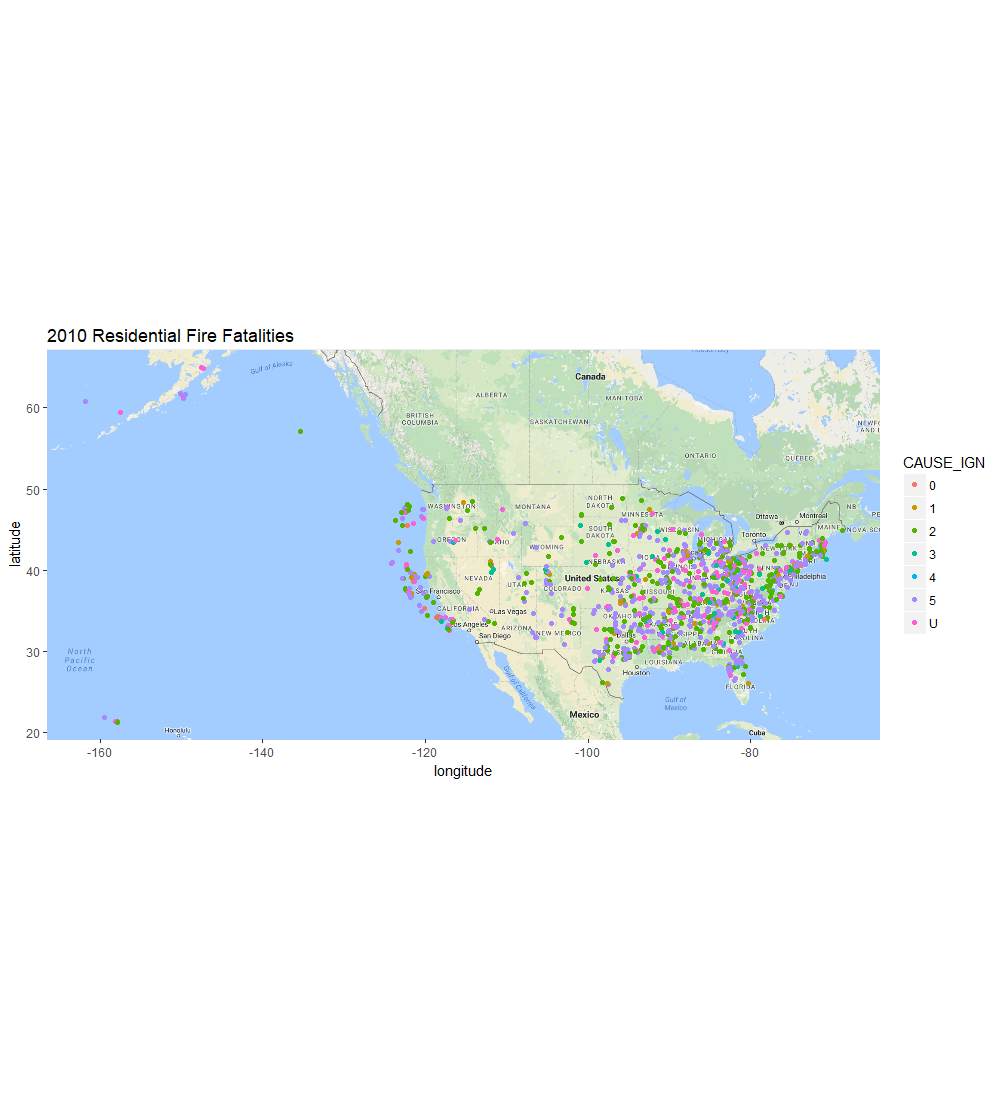 2010 Residential Fire Fatalities
Gulf of Alaska
Canada
ALBERTA
MANITOBA
BRITISH
COLUMBIA
SASKATCHEWAN
ONTARIO
QUEBEC
NB
Ottawa
Montreal
Toronto
MAINE
NOVA SC
WASHINGTON
MONTANA
NORTH
DAKOTA
MINNESOTA
SOUTH
DAKOTA
WISCONSIN
OREGON
WYOMING
NEBRASKA
NEVADA
UTAH
COLORADO
United States
KANSAS
MISSOURI
Philadelphia
San Francisco
CALIFORNIA
Las Vegas
Los Angeles
San Diego
ARIZONA
NEW MEXICO
OKLAHOMA
Dallas
ALABAMA
LOUISIANA
Houston
FLORIDA
Gulf of California
Gulf of
Mexico
Mexico
Cuba
North
Pacific
Ocean
Honolulu
60
50
40
30
20
latitude
-160
-140
-120
-100
-80
longitude
CAUSE_IGN
0
1
2
3
4
5
U